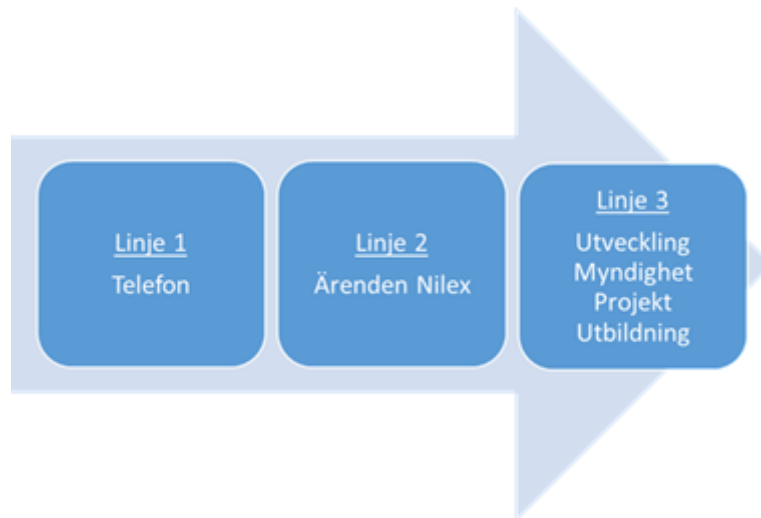 Linje 1
Telefon
Linje 2
Ärenden Nilex
Linje 3
Utveckling
Myndighet
Projekt
Utbildning